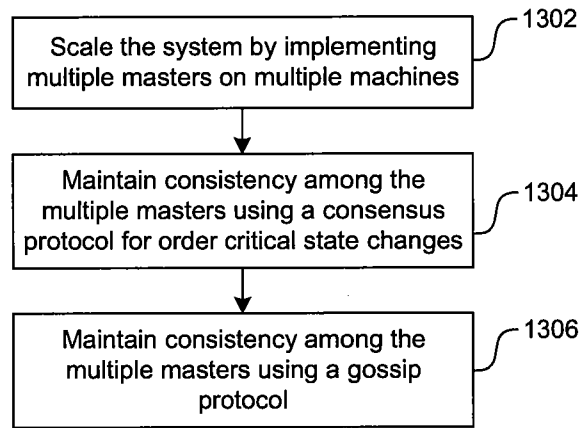 1302
Scale the system by implementing
multiple masters on multiple machines
1304
Maintain consistency among the
multiple masters using a consensus
protocol for order critical state changes
1306
Maintain consistency among the
multiple masters using a gossip
protocol